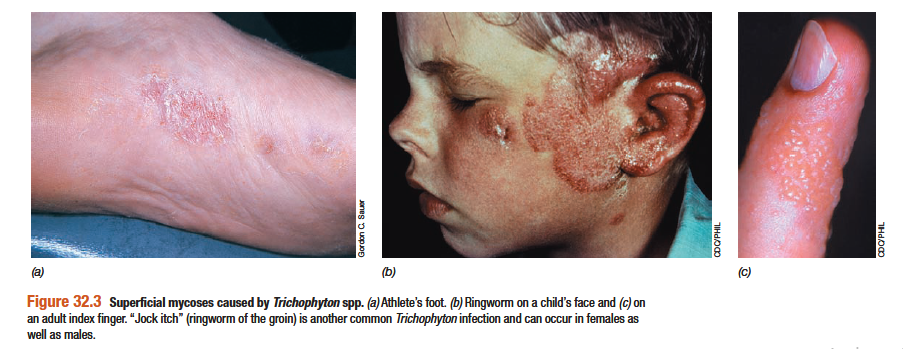 Gordon C. Sauer
CDC/PHIL
CDC/PHIL
(a)
(b)
(c)
Figure 32.3 Superficial mycoses caused by Trichophyton spp. (a) Athlete's foot. (b) Ringworm on a child's face and (c) on
an adult index finger. “Jock itch” (ringworm of the groin) is another common Trichophyton infection and can occur in females as
well as males.